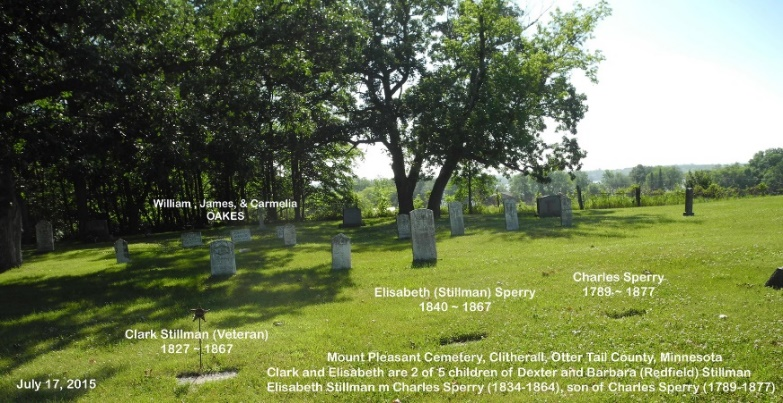 William , James, & Carmelia
OAKES
Elisabeth (Stillman) Sperry
1840 ~ 1867
Charles Sperry
1789 ~ 1877
Clark Stillman (Veteran)
1827 ~ 1867
Mount Pleasant Cemetery, Clitherall, Otter Tail County, Minnesota
Clark and Elisabeth are 2 of 5 children of Dexter and Barbara (Redfield) Stillman
Elisabeth Stillman m Charles Sperry (1834-1864), son of Charles Sperry (1789-1877)
July 17, 2015